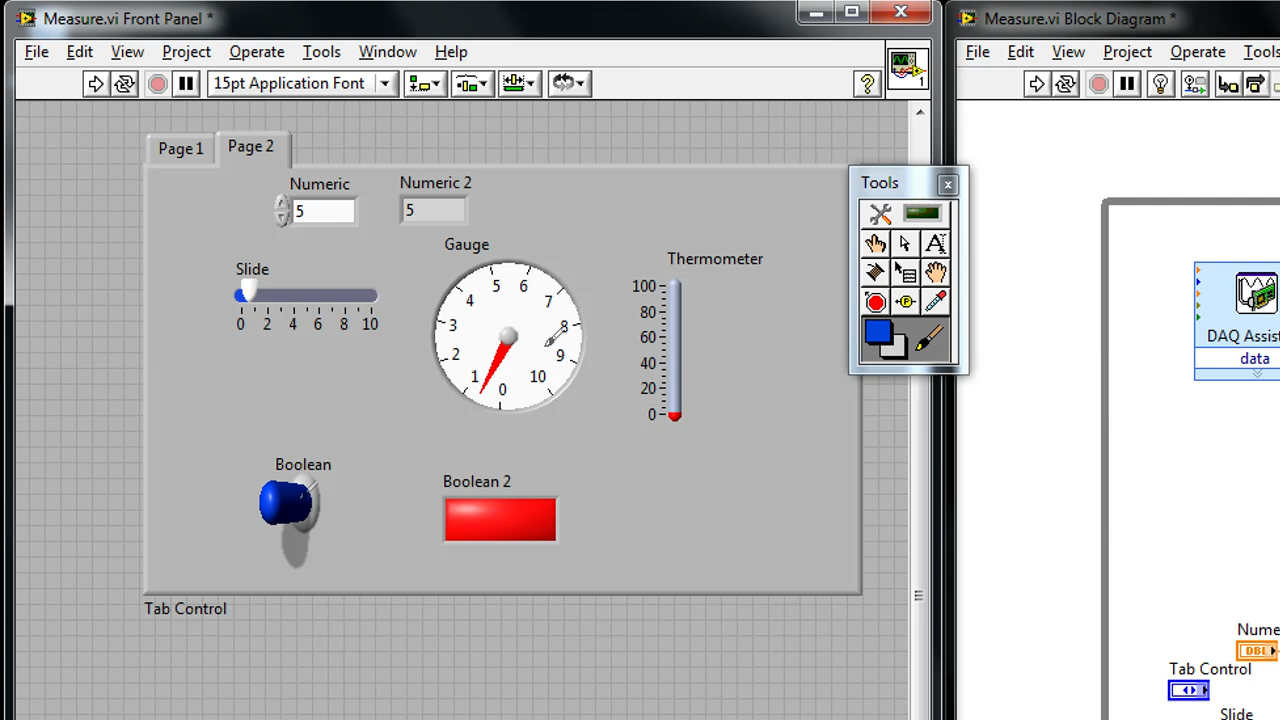 Measure.vi Front Panel *
File Edit View Project Operate Tools Window Help
15pt Application Font
?
1
Page 1
Page 2
Numeric
5
Numeric 2
5
Slide
0 2 4 6 8 10
Gauge
0
1
2
3
4
5
6
7
8
9
10
Thermometer
100
80
60
40
20
0
Boolean
Boolean 2
Tab Control
Tools
x
A
P
Measure.vi Block Diagram *
File Edit View Project Operate Tools
DAQ Assis
data
Nume
DBL
Tab Control
Slide